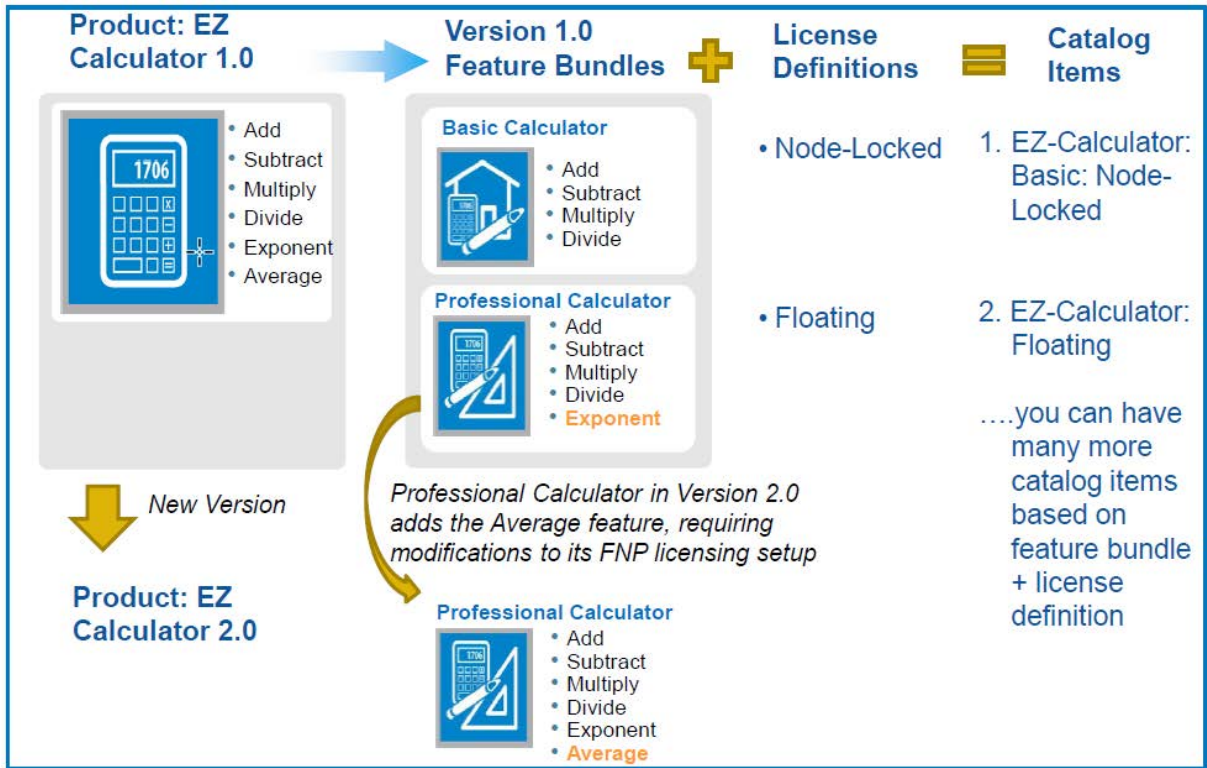 Product: EZ
Calculator 1.0
1706
• Add
• Subtract
• Multiply
• Divide
• Exponent
• Average
New Version
Product: EZ
Calculator 2.0
Version 1.0
Feature Bundles
Basic Calculator
• Add
• Subtract
• Multiply
• Divide
Professional Calculator
1706
• Add
• Subtract
• Multiply
• Divide
• Exponent
Professional Calculator in Version 2.0
adds the Average feature, requiring
modifications to its FNP licensing setup
Professional Calculator
1706
• Add
• Subtract
• Multiply
• Divide
• Exponent
• Average
License
Definitions
• Node-Locked
• Floating
Catalog
Items
1. EZ-Calculator:
Basic: Node-
Locked
2. EZ-Calculator:
Floating
....you can have
many more
catalog items
based on
feature bundle
+ license
definition